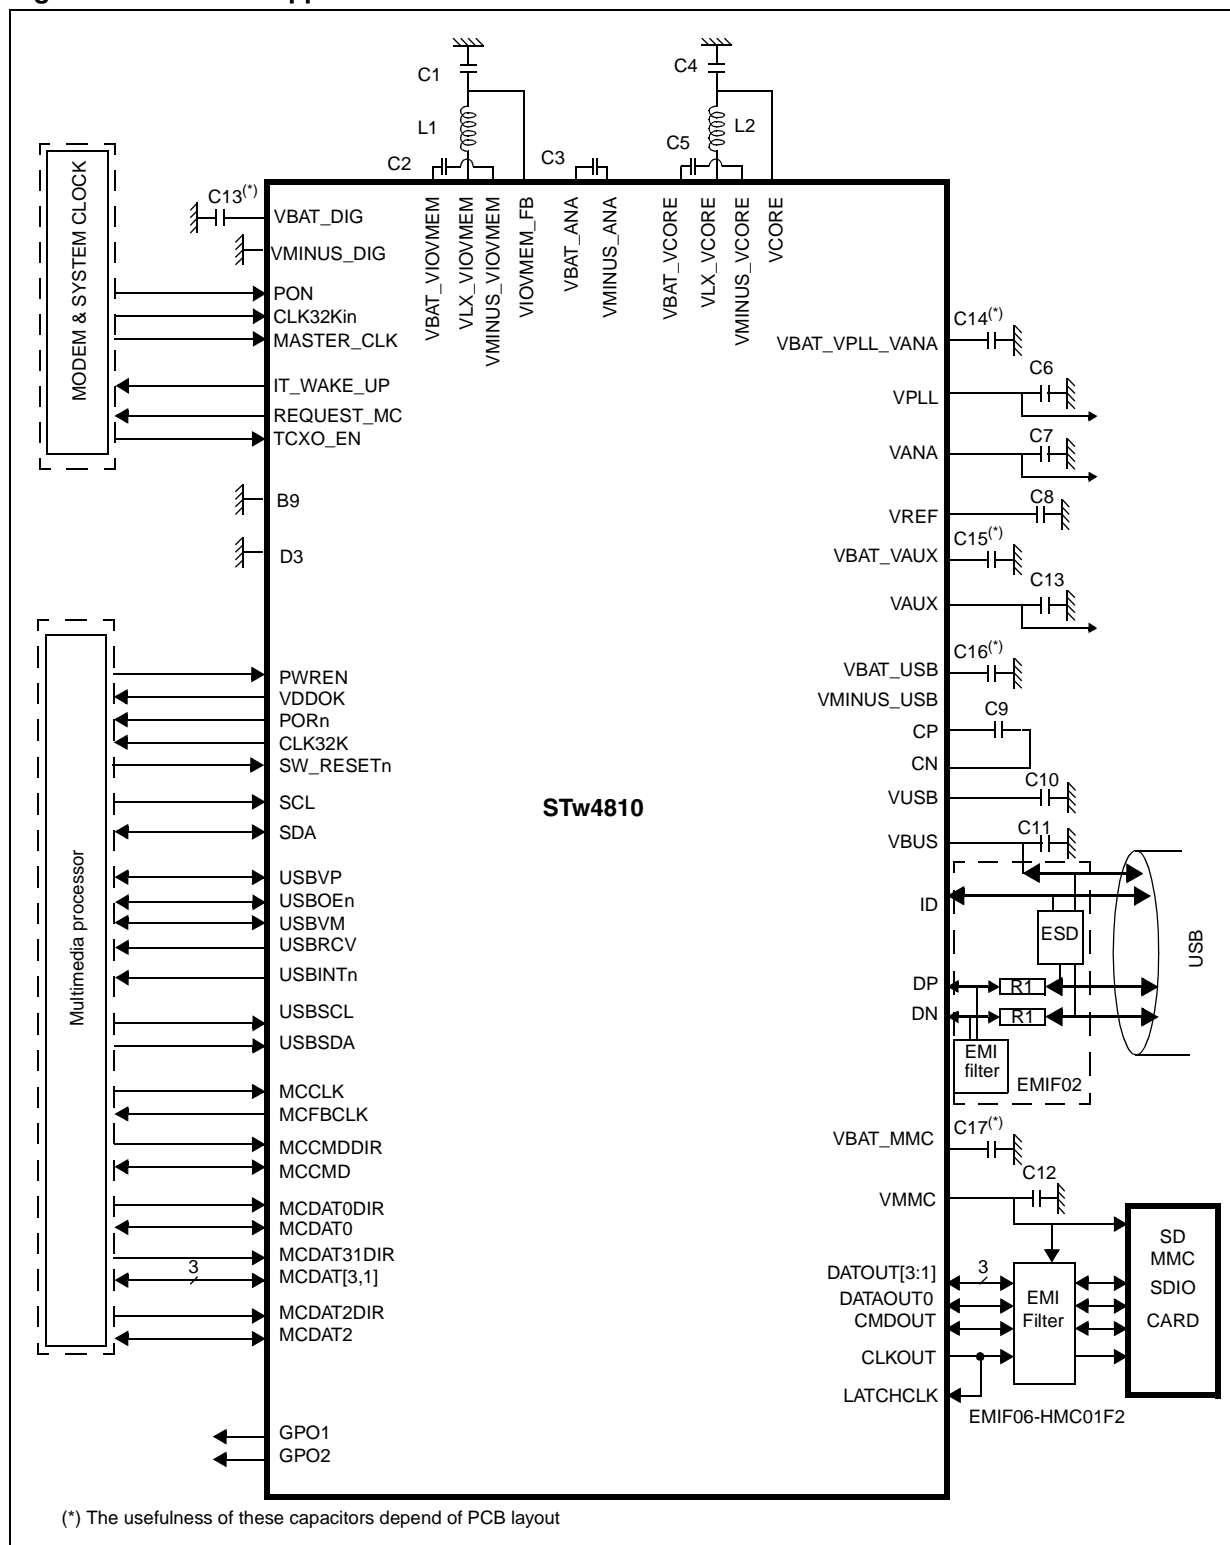 C1
C4
L1
L2
C2
C3
C5
MODEM & SYSTEM CLOCK
C13(*)
VBAT_DIG
VMINUS_DIG
PON
CLK32Kin
MASTER_CLK
IT_WAKE_UP
REQUEST_MC
TCXO_EN
B9
D3
VBAT_VIOVMEM
VLX_VIOVMEM
VMINUS_VIOVMEM
VIOVMEM_FB
VBAT_ANA
VMINUS_ANA
VBAT_VCORE
VLX_VCORE
VMINUS_VCORE
VCORE
VBAT_VPLL_VANA
C14(*)
VPLL
C6
VANA
C7
VREF
C8
VBAT_VAUX
C15(*)
VAUX
C13
VBAT_USB
C16(*)
VMINUS_USB
CP
C9
CN
VUSB
C10
VBUS
C11
ID
ESD
USB
DP
R1
DN
R1
EMI
filter
EMIF02
STw4810
Multimedia processor
PWREN
VDDOK
PORn
CLK32K
SW_RESETn
SCL
SDA
USBVP
USBOEn
USBVM
USBRCV
USBINTn
USBSCL
USBSDA
MCCLK
MCFBCLK
MCCMDDIR
MCCMD
MCDAT0DIR
MCDAT0
MCDAT31DIR
3
MCDAT[3,1]
MCDAT2DIR
MCDAT2
GPO1
GPO2
VBAT_MMC
C17(*)
VMMC
C12
DATOUT[3:1]
3
DATAOUT0
CMDOUT
CLKOUT
LATCHCLK
EMI
Filter
SD
MMC
SDIO
CARD
EMIF06-HMC01F2
(*) The usefulness of these capacitors depend of PCB layout